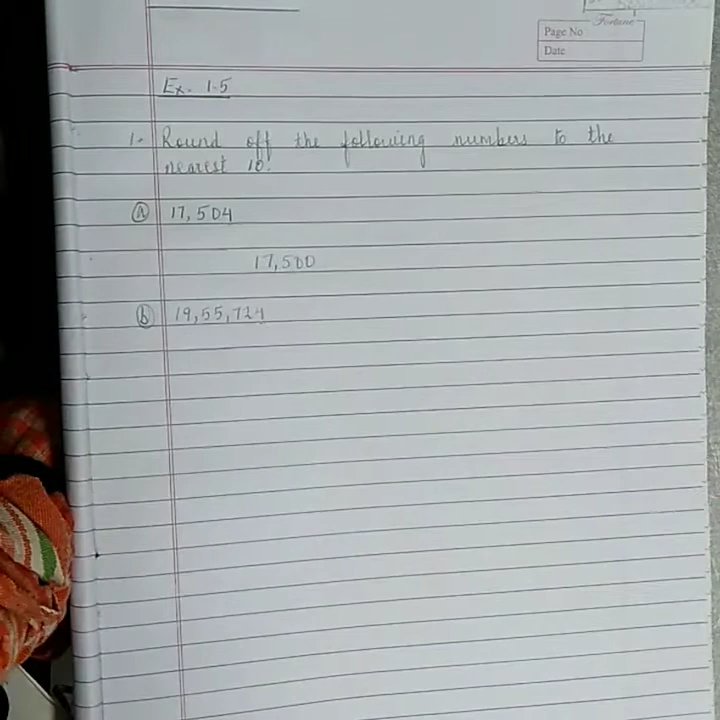 Fortune
Page No
Date
Ex. 1.5
1. Round off the following numbers to the
nearest 10.
(a) 17,504
17,500
(b) 19,55,724